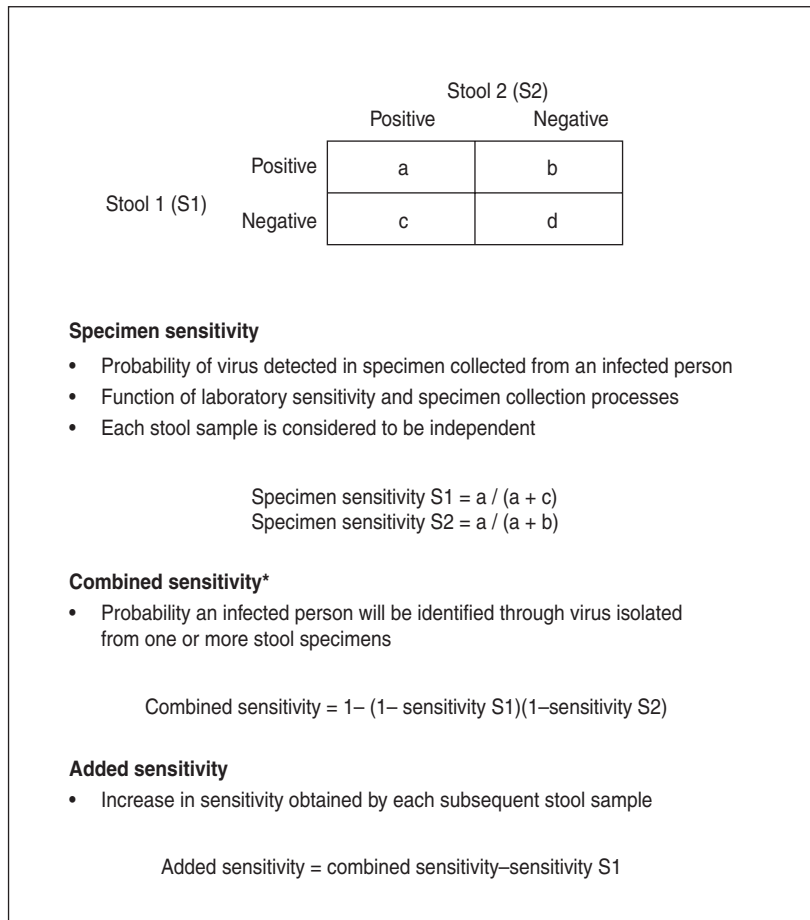 Stool 2 (S2)
Positive Negative
Positive a b
Stool 1 (S1)
Negative c d
Specimen sensitivity
• Probability of virus detected in specimen collected from an infected person
• Function of laboratory sensitivity and specimen collection processes
• Each stool sample is considered to be independent
Specimen sensitivity S1 = a / (a + c)
Specimen sensitivity S2 = a / (a + b)
Combined sensitivity*
• Probability an infected person will be identified through virus isolated
from one or more stool specimens
Combined sensitivity = 1– (1– sensitivity S1)(1–sensitivity S2)
Added sensitivity
• Increase in sensitivity obtained by each subsequent stool sample
Added sensitivity = combined sensitivity–sensitivity S1